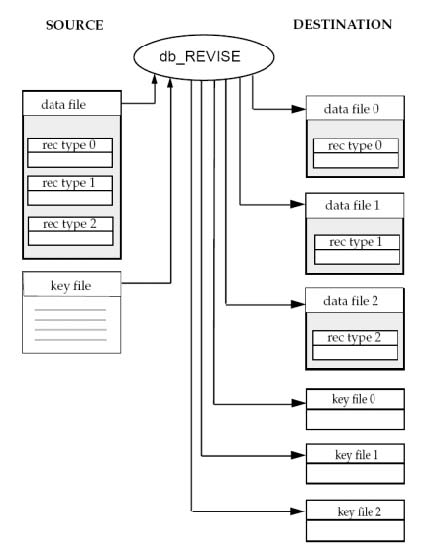 SOURCE
DESTINATION
db_REVISE
data file
rec type 0
rec type 1
rec type 2
key file
data file 0
rec type 0
data file 1
rec type 1
data file 2
rec type 2
key file 0
key file 1
key file 2